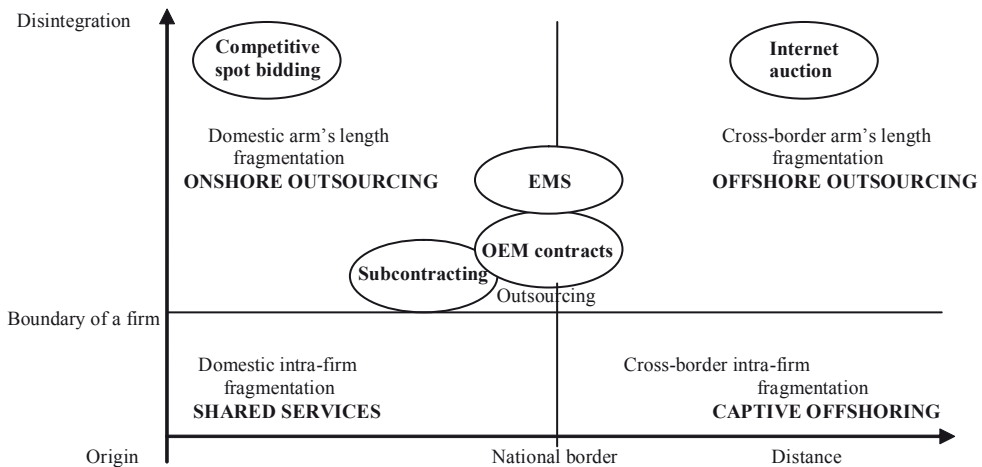 Disintegration
Competitive
spot bidding
Internet
auction
Domestic arm's length
fragmentation
ONSHORE OUTSOURCING
Cross-border arm's length
fragmentation
OFFSHORE OUTSOURCING
EMS
OEM contracts
Subcontracting
Outsourcing
Boundary of a firm
Domestic intra-firm
fragmentation
SHARED SERVICES
Cross-border intra-firm
fragmentation
CAPTIVE OFFSHORING
Origin
National border
Distance